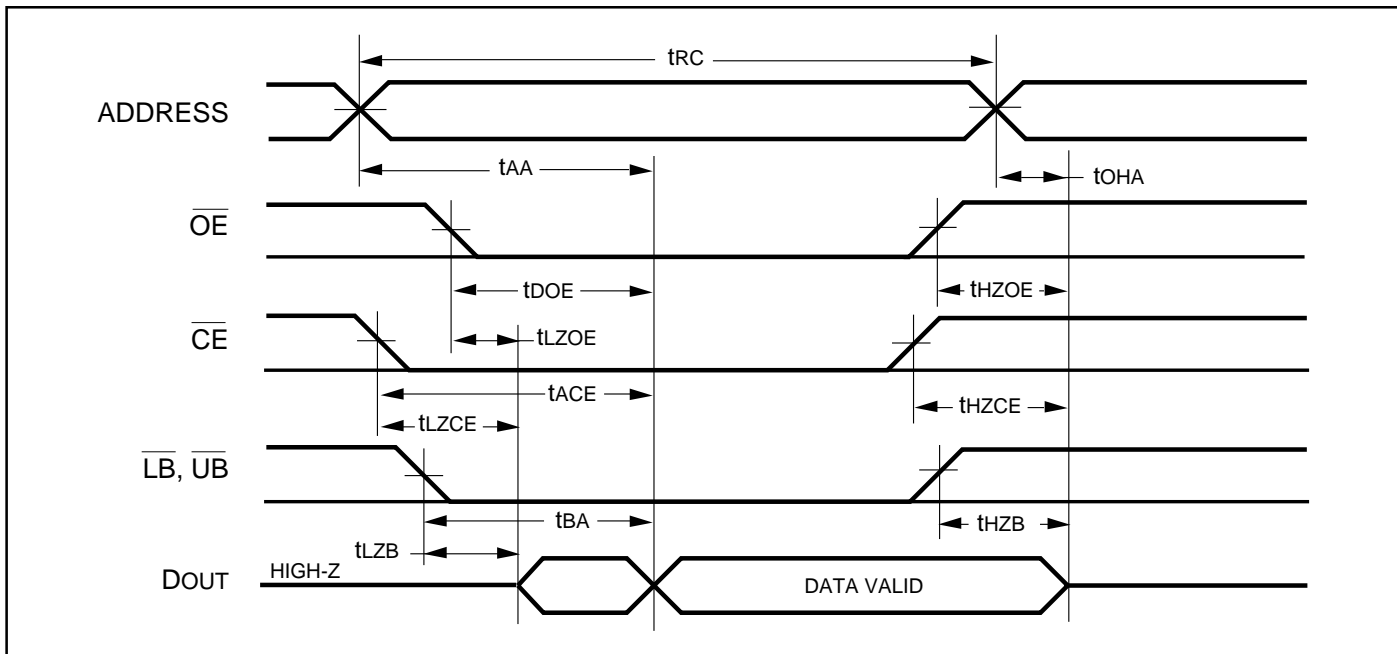 tRC
ADDRESS
tAA
tOHA
OE
tDOE
tHZOE
CE
tLZOE
tACE
tHZCE
tLZCE
LB, UB
tBA
tHZB
tLZB
DOUT
HIGH-Z
DATA VALID